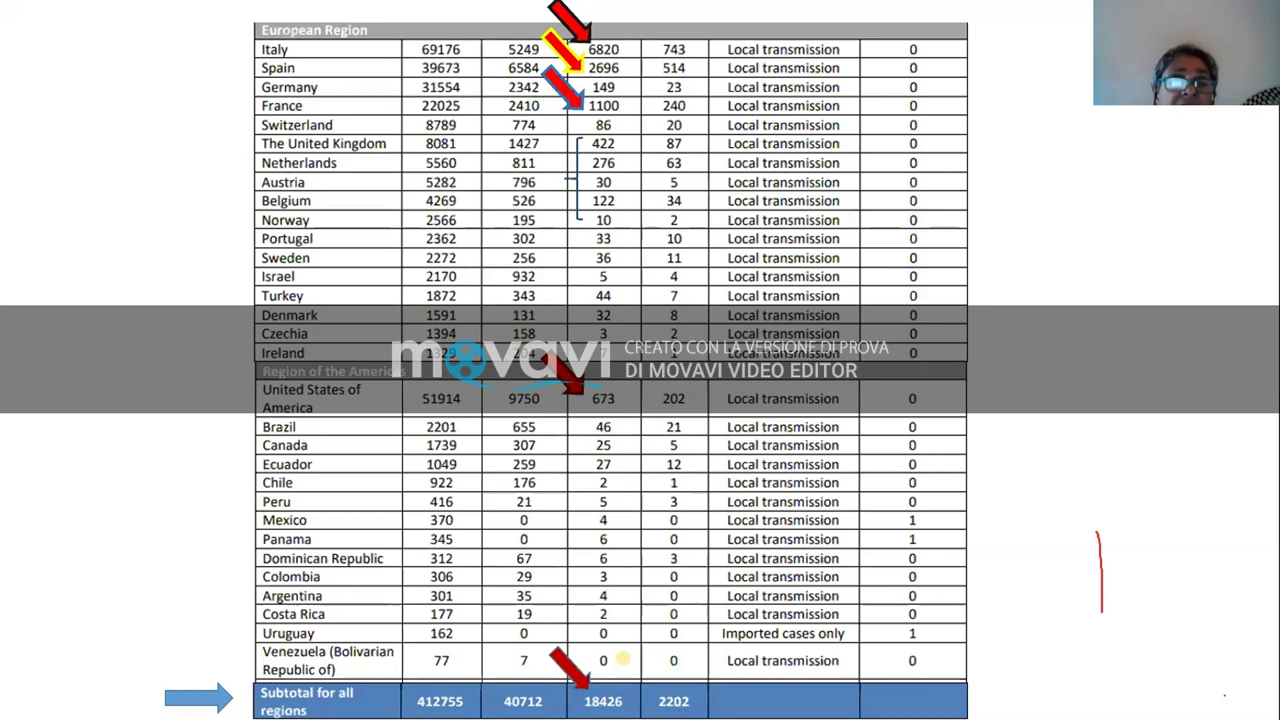 European Region
Italy 69176 5249 6820 743 Local transmission 0
Spain 39673 6584 2696 514 Local transmission 0
Germany 31554 2342 149 23 Local transmission 0
France 22025 2410 1100 240 Local transmission 0
Switzerland 8789 774 86 20 Local transmission 0
The United Kingdom 8081 1427 422 87 Local transmission 0
Netherlands 5560 811 276 63 Local transmission 0
Austria 5282 796 30 5 Local transmission 0
Belgium 4269 526 122 34 Local transmission 0
Norway 2566 195 10 2 Local transmission 0
Portugal 2362 302 33 10 Local transmission 0
Sweden 2272 256 36 11 Local transmission 0
Israel 2170 932 5 4 Local transmission 0
Turkey 1872 343 44 7 Local transmission 0
Denmark 1591 131 32 8 Local transmission 0
Czechia 1394 158 3 2 Local transmission 0
Ireland 1329 204 7 1 Local transmission 0
movavi
CREATO CON LA VERSIONE DI PROVA
DI MOVAVI VIDEO EDITOR
Region of the Americas
United States of
America 51914 9750 673 202 Local transmission 0
Brazil 2201 655 46 21 Local transmission 0
Canada 1739 307 25 5 Local transmission 0
Ecuador 1049 259 27 12 Local transmission 0
Chile 922 176 2 1 Local transmission 0
Peru 416 21 5 3 Local transmission 0
Mexico 370 0 4 0 Local transmission 1
Panama 345 0 6 0 Local transmission 1
Dominican Republic 312 67 6 3 Local transmission 0
Colombia 306 29 3 0 Local transmission 0
Argentina 301 35 4 0 Local transmission 0
Costa Rica 177 19 2 0 Local transmission 0
Uruguay 162 0 0 0 Imported cases only 1
Venezuela (Bolivarian
Republic of) 77 7 0 0 Local transmission 0
Subtotal for all
regions 412755 40712 18426 2202